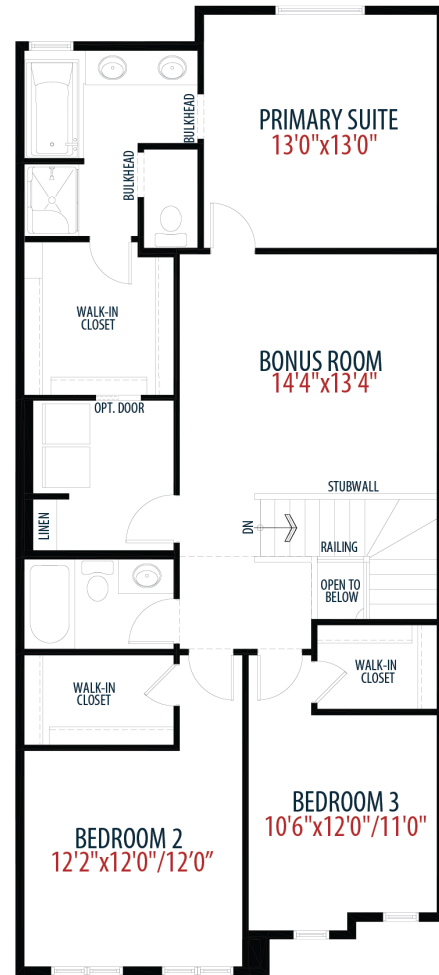 PRIMARY SUITE
13'0"x13'0"
BULKHEAD
BULKHEAD
WALK-IN
CLOSET
BONUS ROOM
14'4"x13'4"
OPT. DOOR
STUBWALL
LINEN
DN
RAILING
OPEN TO
BELOW
WALK-IN
CLOSET
WALK-IN
CLOSET
BEDROOM 3
10'6"x12'0"/11'0"
BEDROOM 2
12'2"x12'0"/12'0"